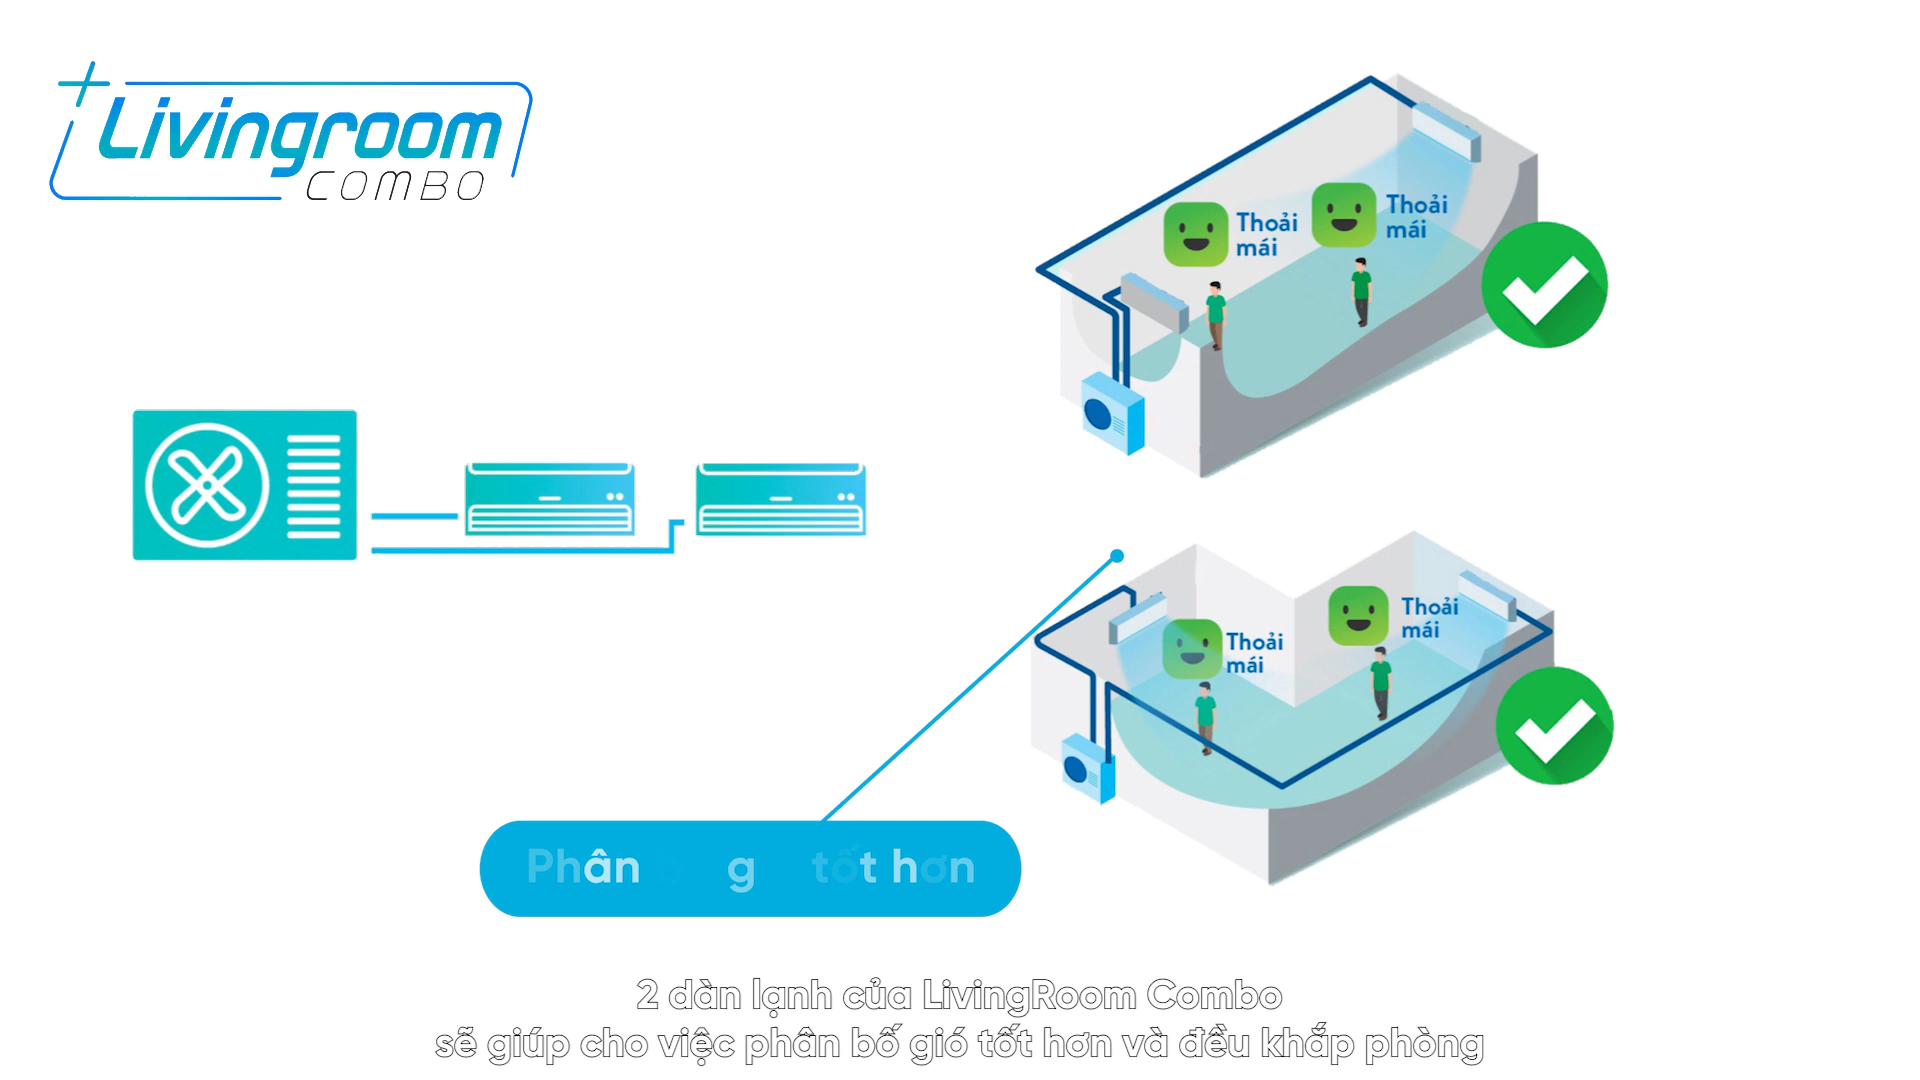 Livingroom
COMBO
Thoải
mái
Thoải
mái
Thoải
mái
Thoải
mái
Phân g tốt hơn
2 dàn lạnh của LivingRoom Combo
sẽ giúp cho việc phân bố gió tốt hơn và đều khắp phòng